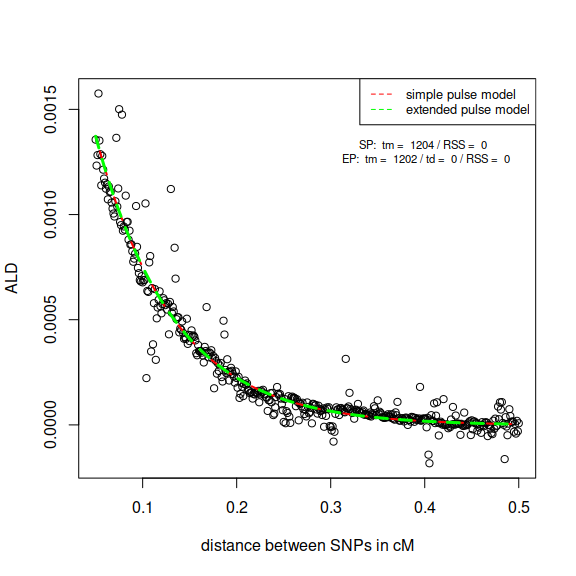 simple pulse model
extended pulse model
SP: tm = 1204 / RSS = 0
EP: tm = 1202 / td = 0 / RSS = 0
ALD
0.0015
0.0010
0.0005
0.0000
0.1 0.2 0.3 0.4 0.5
distance between SNPs in cM